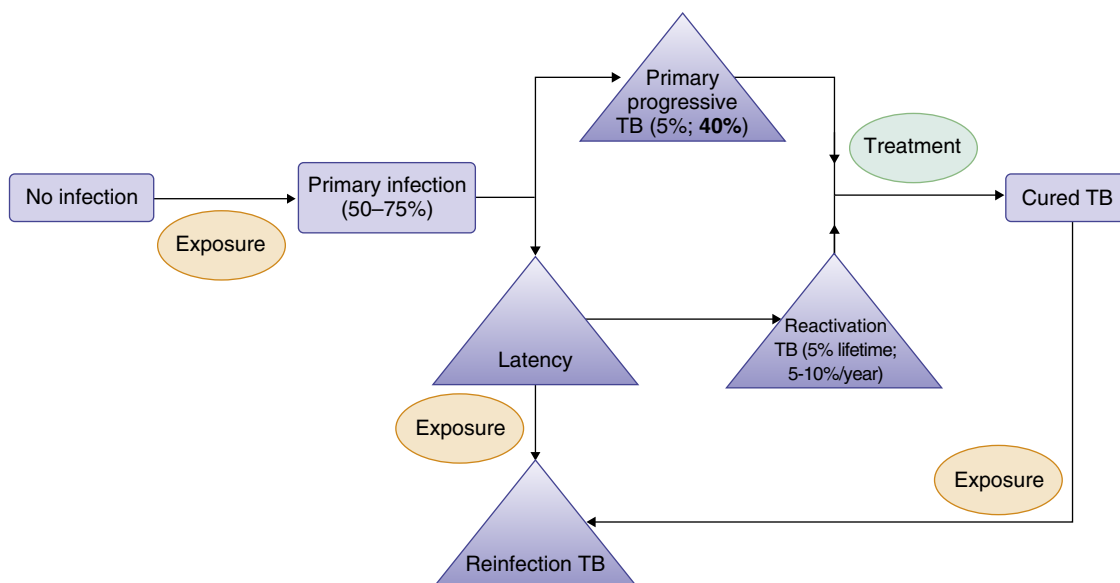 Primary
progressive
TB (5%; 40%)
Treatment
No infection
Primary infection
(50–75%)
Cured TB
Exposure
Latency
Reactivation
TB (5% lifetime;
5-10%/year)
Exposure
Exposure
Reinfection TB